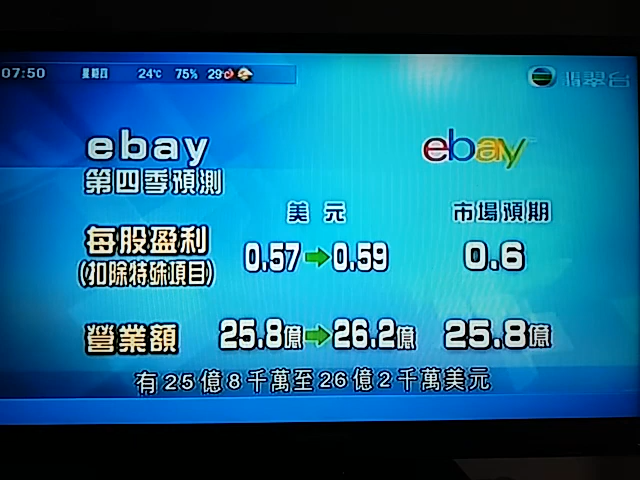 07:50 星期四 24℃ 75% 29
翡翠台
ebay
ebay
第四季預測
美元 市場預期
每股盈利
(扣除特殊項目)
0.57 0.59 0.6
營業額 25.8億 26.2億 25.8億
有25億8千萬至26億2千萬美元